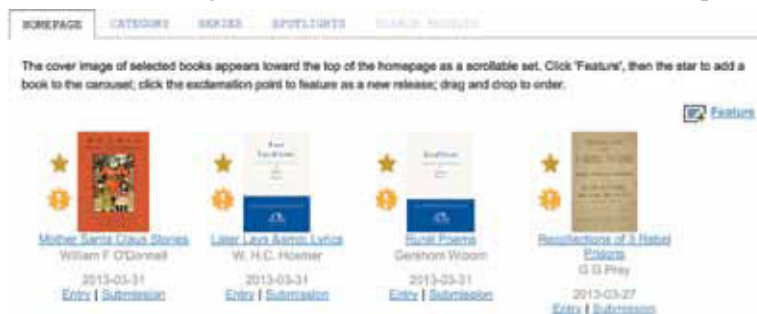 HOMEPAGE CATEGORY SERIES SPOTLIGHTS
The cover image of selected books appears toward the top of the homepage as a scrollable set. Click 'Feature', then the star to add a
book to the carousel; click the exclamation point to feature as a new release; drag and drop to order.
Feature
Mother Santa Claus Stories
William F O'Donnell
2013-03-31
Entry | Submission
Later Lays &amp; Lyrics
W. H.C. Hosmer
2013-03-31
Entry | Submission
Rural Poems
Gershom
2013-03-31
Entry | Submission
Recollections of 3 Rebel
Prisons
G G Prey
2013-03-27
Entry | Submission